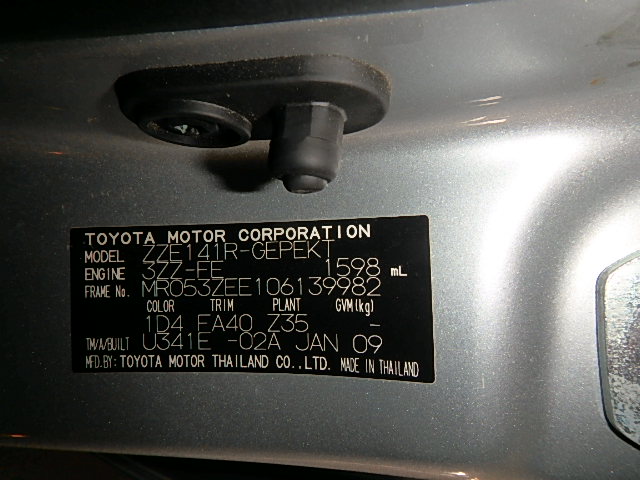 TOYOTA MOTOR CORPORATION
MODEL ZZE141R-GEPEKT
ENGINE 3ZZ-FE 1598 mL
FRAME No. MR053ZEE106139982
COLOR TRIM PLANT GVM(kg)
1D4 FA40 Z35 -
TM/A/BUILT U341E -02A JAN 09
MFD.BY: TOYOTA MOTOR THAILAND CO.,LTD. MADE IN THAILAND